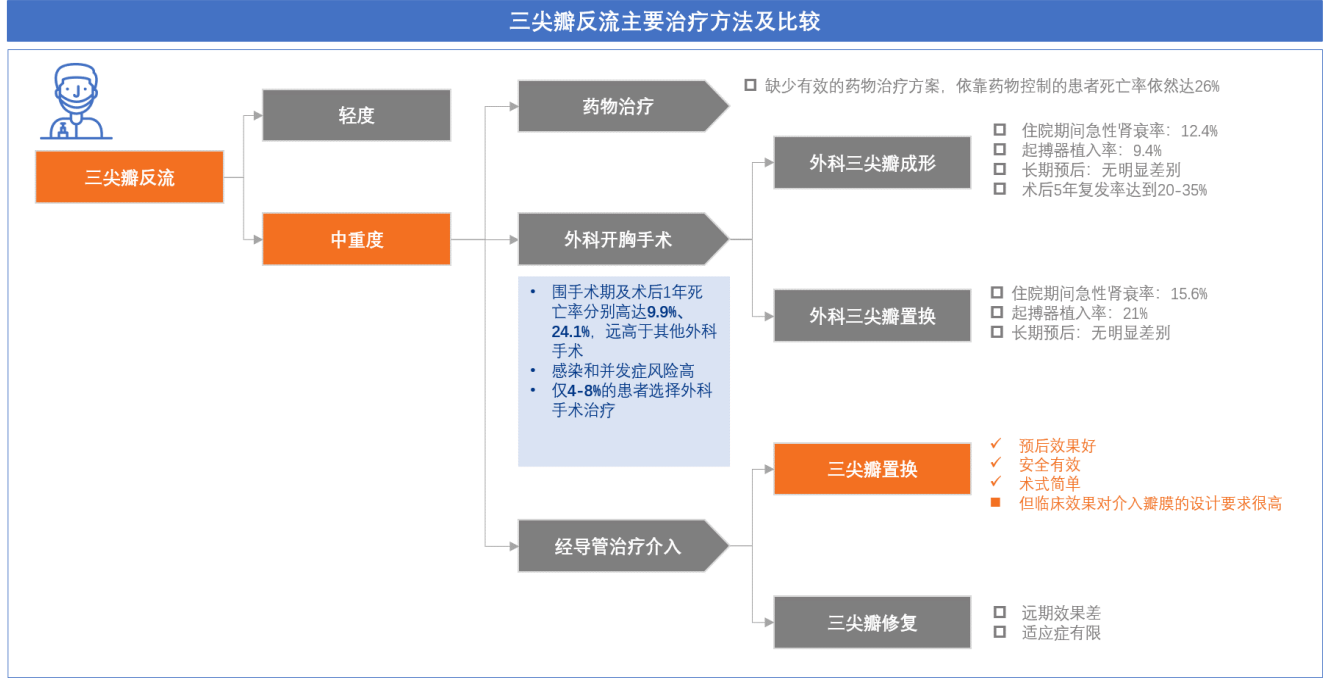 三尖瓣反流主要治疗方法及比较
三尖瓣反流
轻度
中重度
药物治疗
缺少有效的药物治疗方案，依靠药物控制的患者死亡率依然达26%
外科开胸手术
围手术期及术后1年死
亡率分别高达9.9%、
24.1%，远高于其他外科
手术
感染和并发症风险高
仅4-8%的患者选择外科
手术治疗
外科三尖瓣成形
住院期间急性肾衰率：12.4%
起搏器植入率：9.4%
长期预后：无明显差别
术后5年复发率达到20-35%
外科三尖瓣置换
住院期间急性肾衰率：15.6%
起搏器植入率：21%
长期预后：无明显差别
经导管治疗介入
三尖瓣置换
预后效果好
安全有效
术式简单
但临床效果对介入瓣膜的设计要求很高
三尖瓣修复
远期效果差
适应症有限